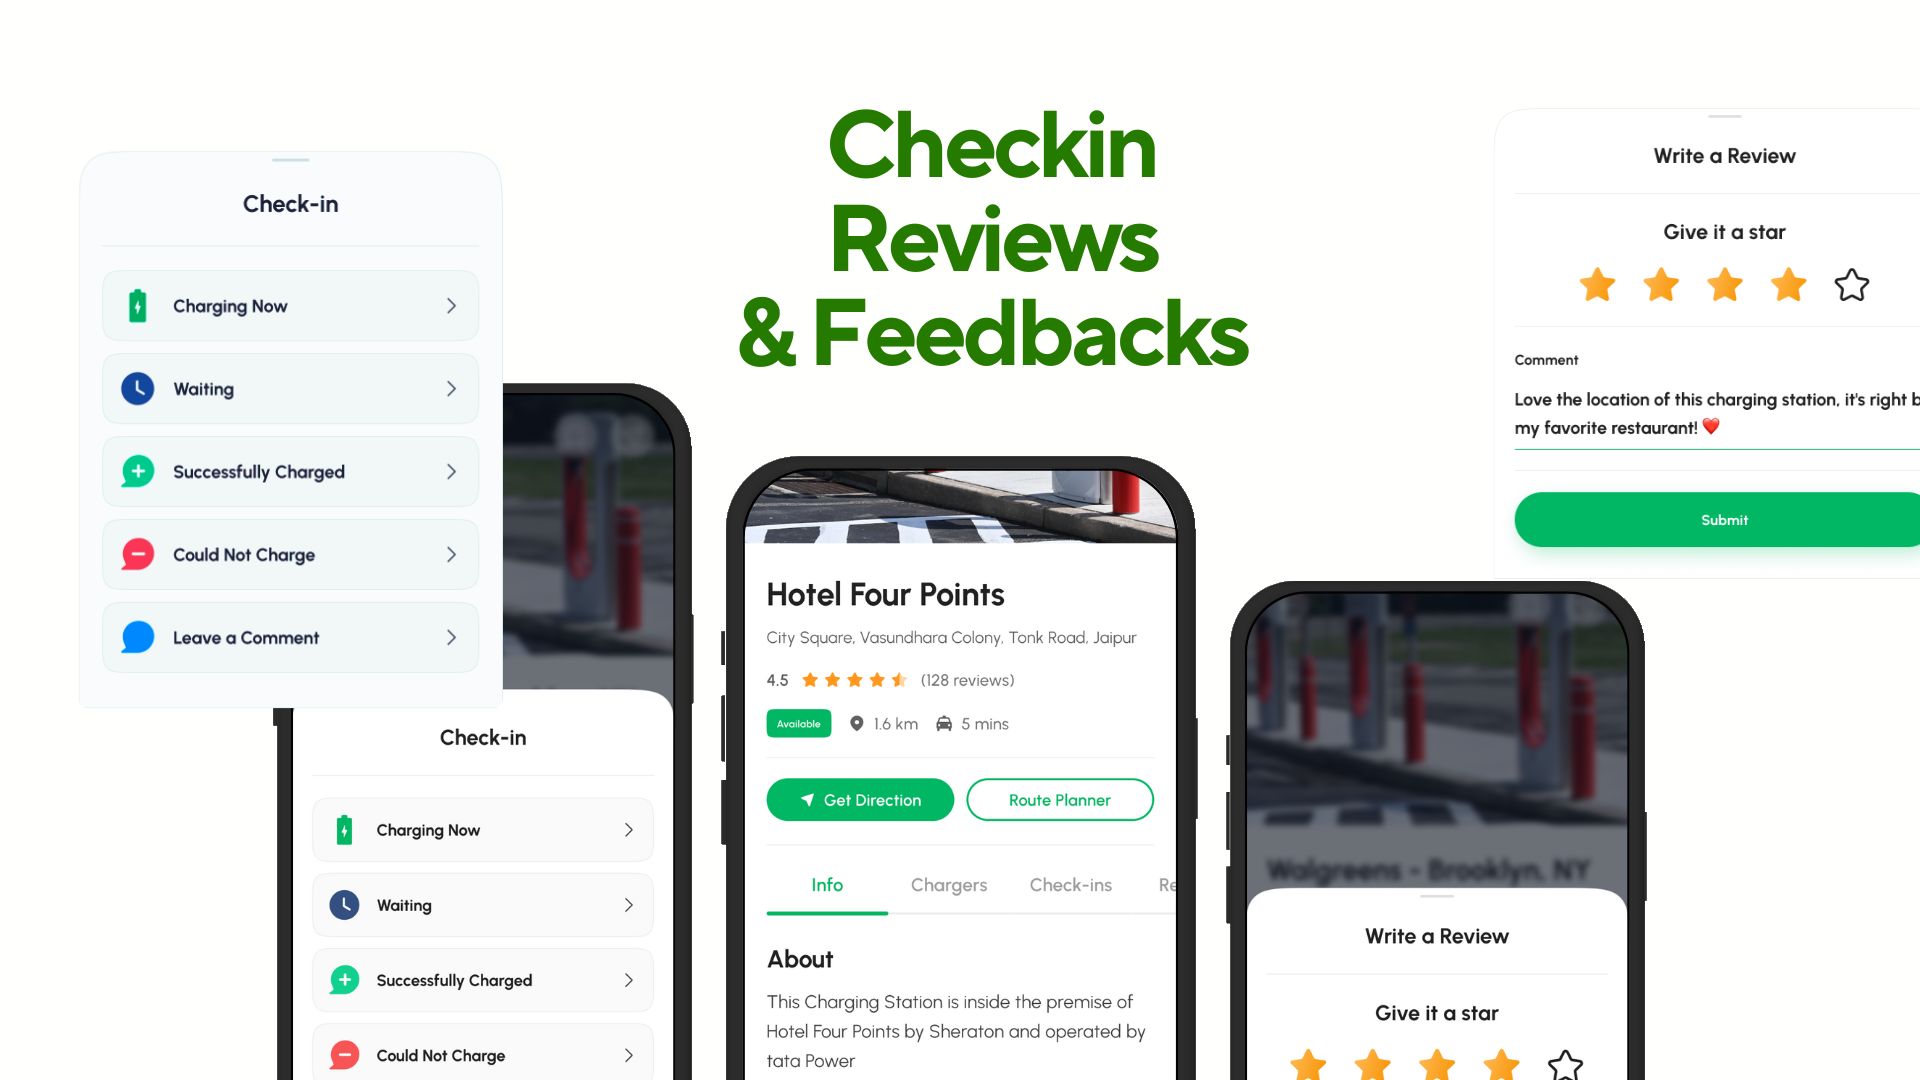 Checkin
Reviews
& Feedbacks
Check-in
Charging Now
Waiting
Successfully Charged
Could Not Charge
Leave a Comment
Check-in
Charging Now
Waiting
Successfully Charged
Could Not Charge
Hotel Four Points
City Square, Vasundhara Colony, Tonk Road, Jaipur
4.5 (128 reviews)
Available 1.6 km 5 mins
Get Direction Route Planner
Info Chargers Check-ins Re
About
This Charging Station is inside the premise of
Hotel Four Points by Sheraton and operated by
tata Power
Write a Review
Give it a star
Comment
Love the location of this charging station, it's right b
my favorite restaurant! ❤️
Submit
Walgreens - Brooklyn, NY
Write a Review
Give it a star